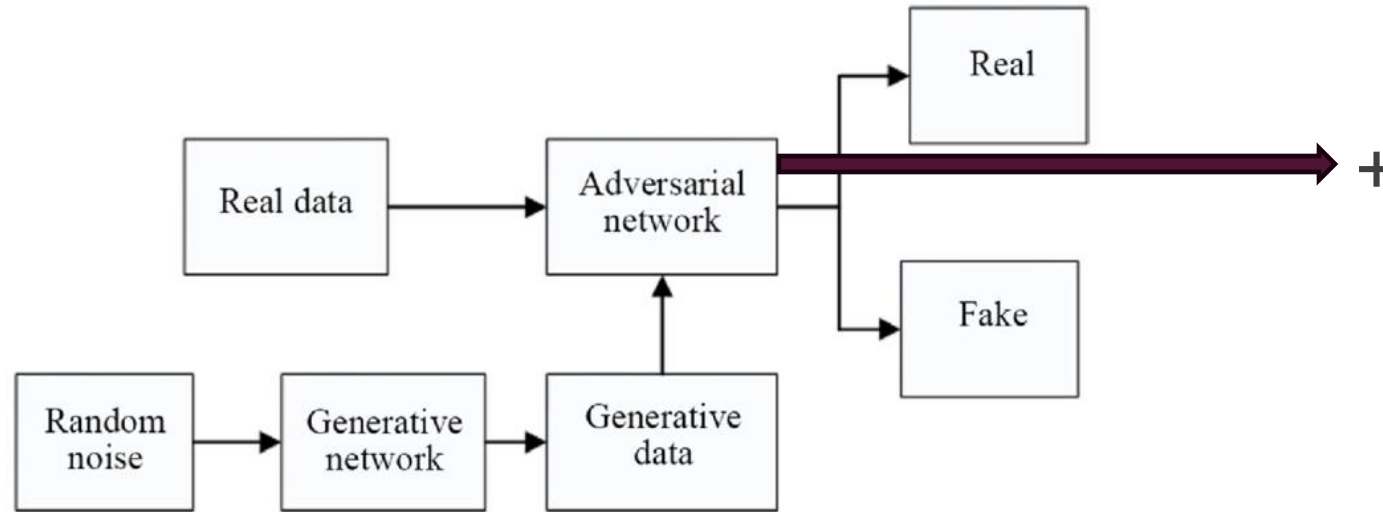 Real
Real data
Adversarial
network
+
Fake
Random
noise
Generative
network
Generative
data